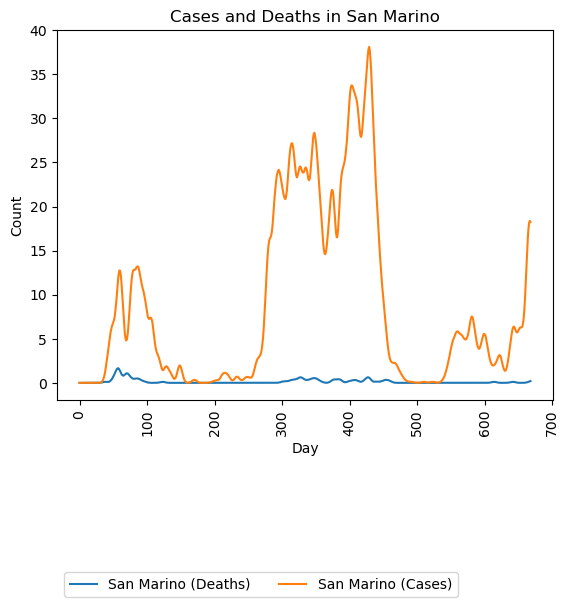 Cases and Deaths in San Marino
40
35
30
25
20
15
10
5
0
Count
0 100 200 300 400 500 600 700
Day
San Marino (Deaths) San Marino (Cases)